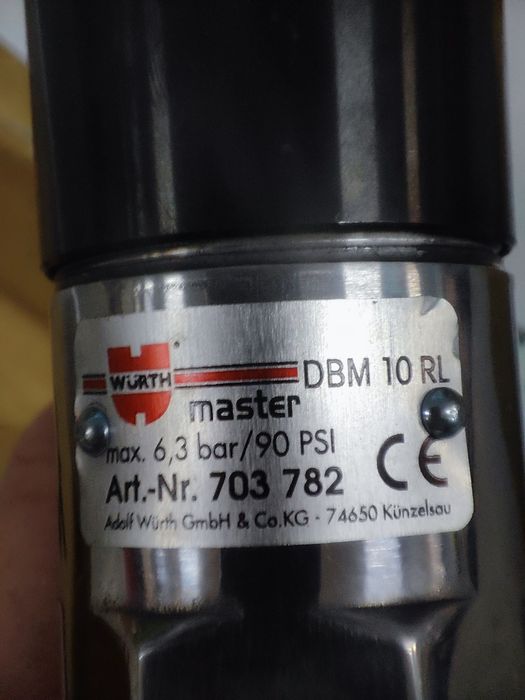 WÜRTH
®
DBM 10 RL
master
max. 6,3 bar/90 PSI
CE
Art.-Nr. 703 782
Adolf Würth GmbH & Co.KG - 74650 Künzelsau